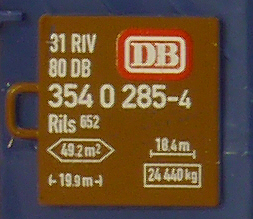 31 RIV
80 DB
DB
354 0 285-4
Rils 652
49.2 m²
18.4 m
19.9 m
24 440 kg